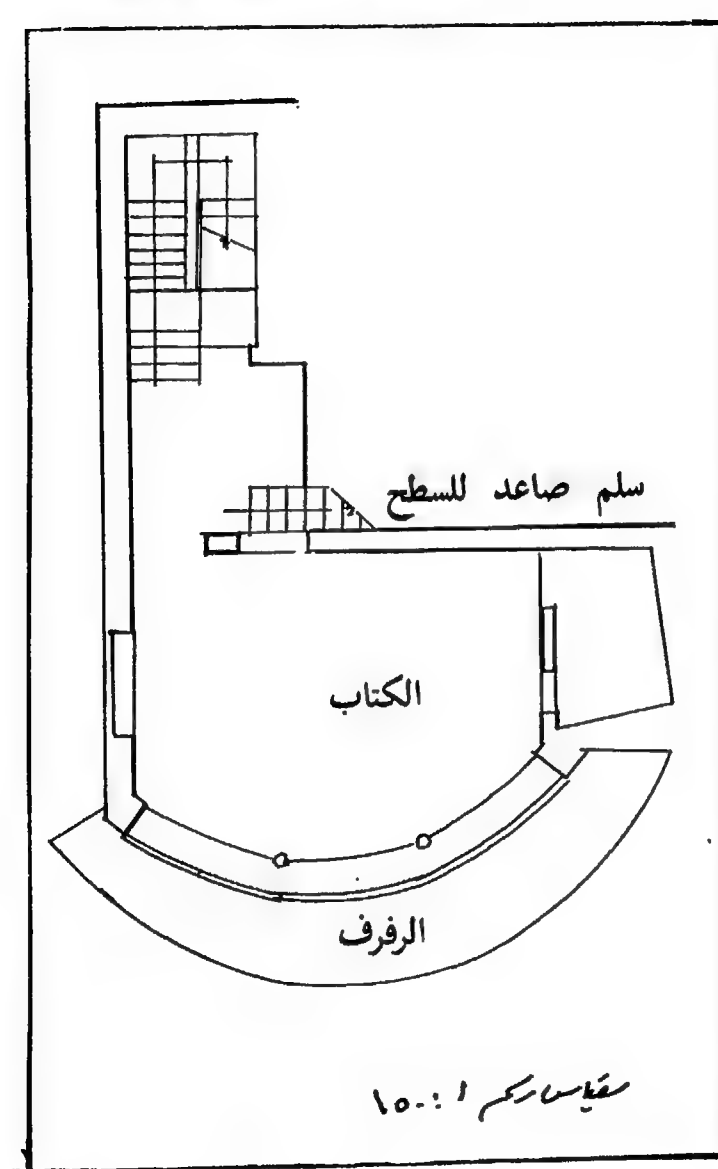 سلم صاعد للسطح
الكتاب
الرفرف
مقياس رسم ١ : ١٥٠